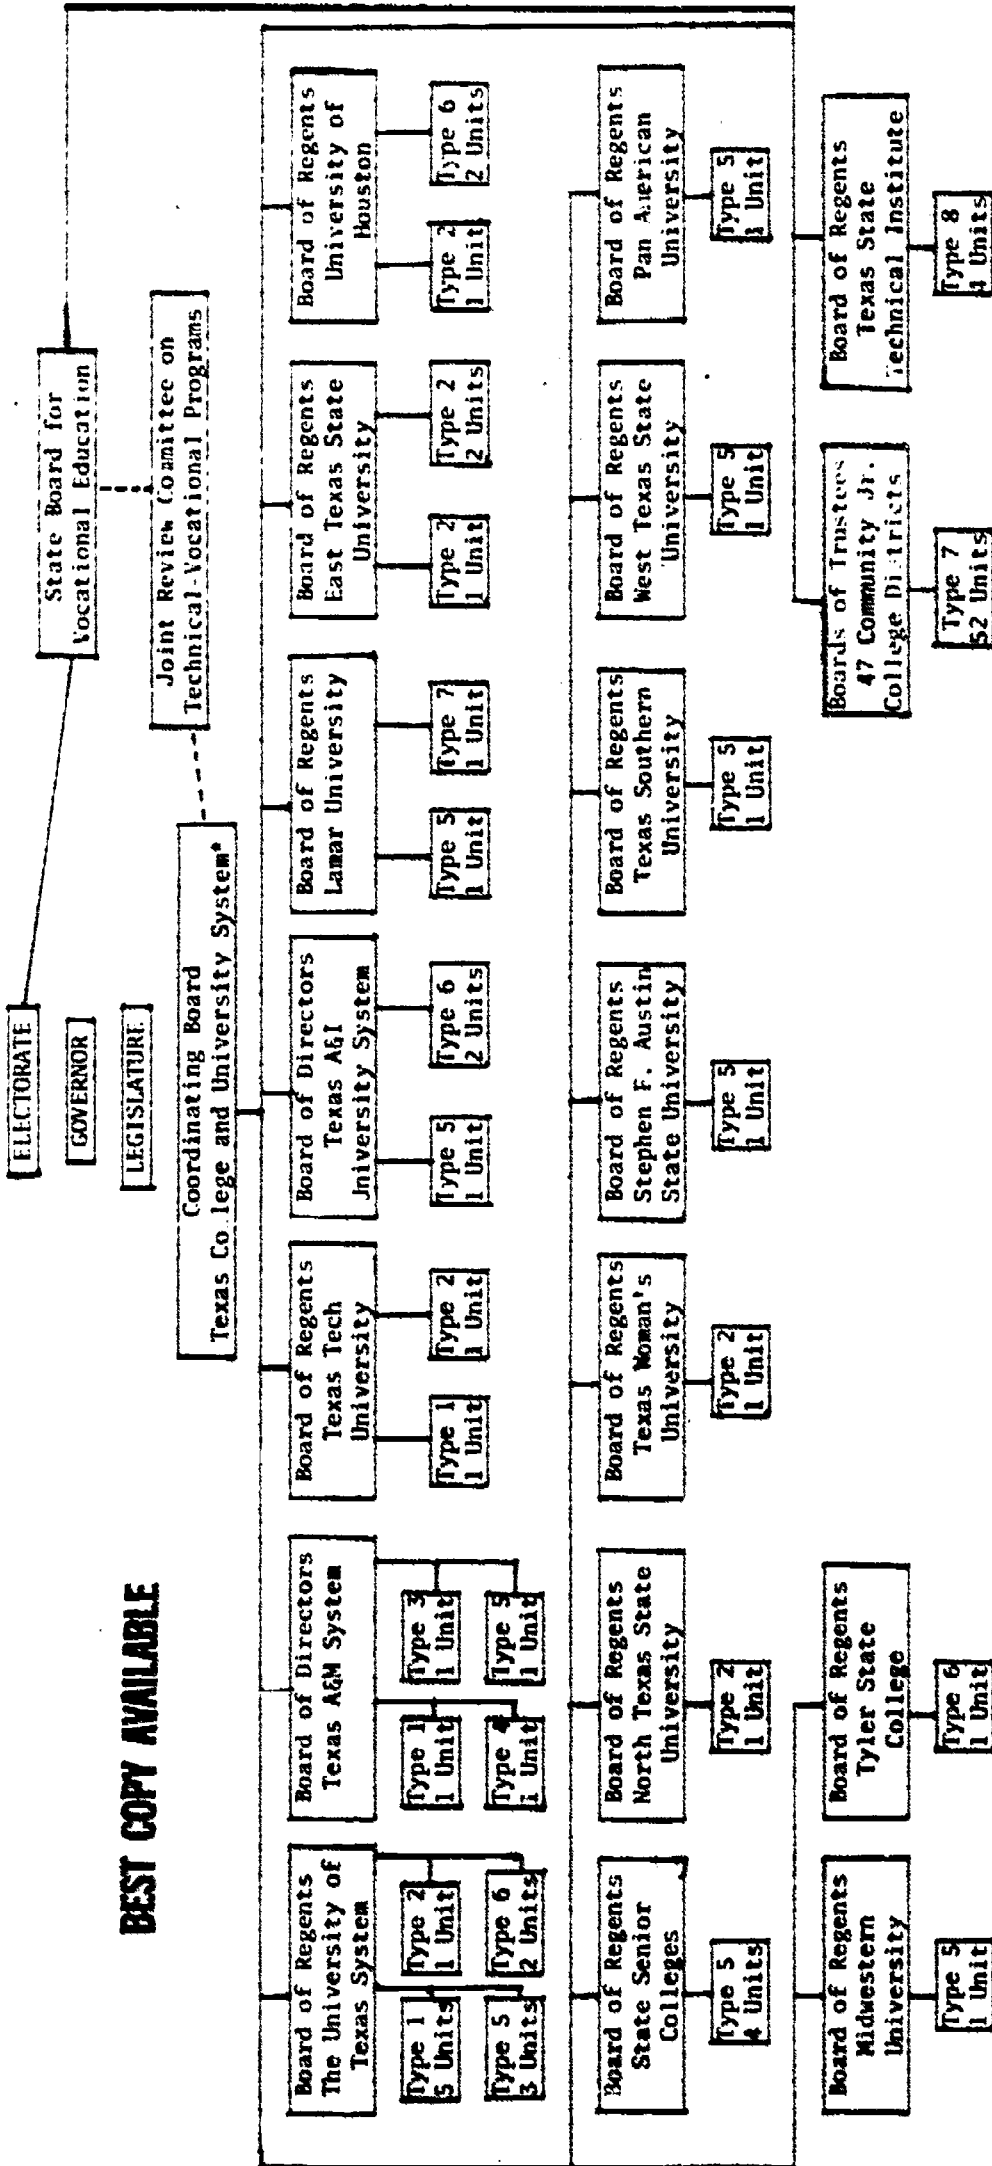 BEST COPY AVAILABLE
ELECTORATE
GOVERNOR
LEGISLATURE
State Board for
Vocational Education
Joint Review Committee on
Technical-Vocational Programs
Coordinating Board
Texas College and University System*
Board of Regents
The University of
Texas System
Type 1
5 Units
Type 2
1 Unit
Type 5
3 Units
Type 6
2 Units
Board of Directors
Texas A&M System
Type 1
1 Unit
Type 3
1 Unit
Type 4
1 Unit
Type 5
1 Unit
Board of Regents
Texas Tech
University
Type 1
1 Unit
Type 2
1 Unit
Board of Directors
Texas A&I
University System
Type 5
1 Unit
Type 6
2 Units
Board of Regents
Lamar University
Type 5
1 Unit
Type 7
1 Unit
Board of Regents
East Texas State
University
Type 2
1 Unit
Type 2
2 Units
Board of Regents
University of
Houston
Type 2
1 Unit
Type 6
2 Units
Board of Regents
State Senior
Colleges
Type 5
4 Units
Board of Regents
North Texas State
University
Type 2
1 Unit
Board of Regents
Texas Woman's
University
Type 2
1 Unit
Board of Regents
Stephen F. Austin
State University
Type 5
1 Unit
Board of Regents
Texas Southern
University
Type 5
1 Unit
Board of Regents
West Texas State
University
Type 5
1 Unit
Board of Regents
Pan American
University
Type 5
1 Unit
Board of Regents
Midwestern
University
Type 5
1 Unit
Board of Regents
Tyler State
College
Type 6
1 Unit
Boards of Trustees
47 Community Jr.
College Districts
Type 7
52 Units
Board of Regents
Texas State
Technical Institute
Type 8
4 Units